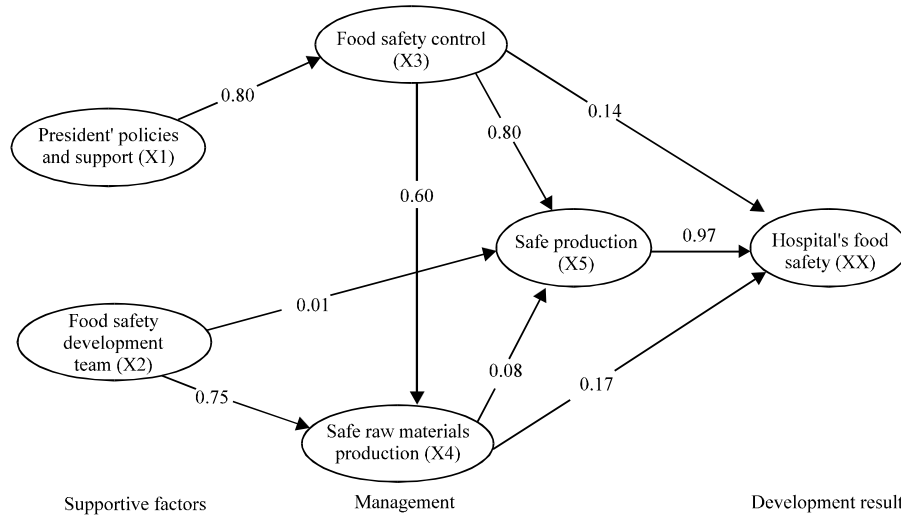 Food safety control
(X3)
0.80
0.14
President' policies
and support (X1)
0.80
0.60
Safe production
(X5)
0.97
Hospital's food
safety (XX)
0.01
Food safety
development
team (X2)
0.08
0.17
0.75
Safe raw materials
production (X4)
Supportive factors
Management
Development result